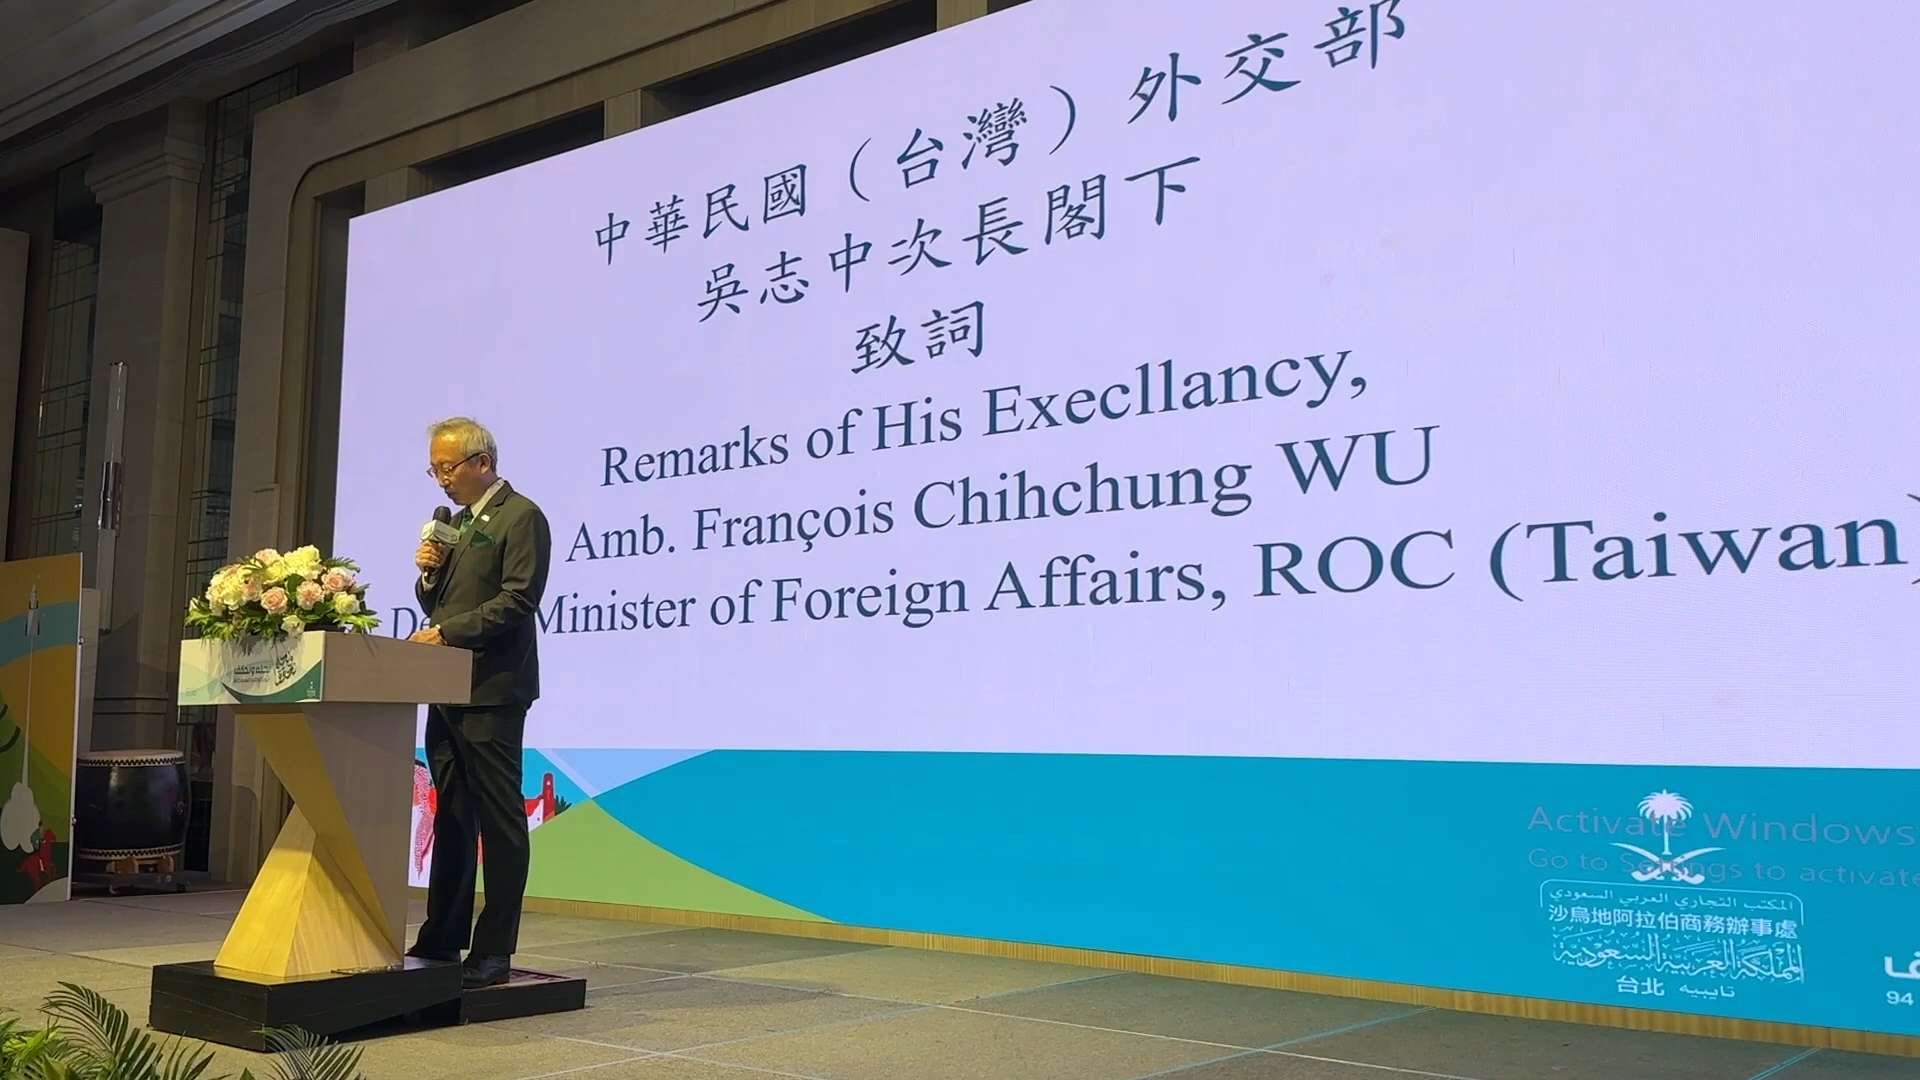 中華民國（台灣）外交部
吳志中次長閣下
致詞
Remarks of His Execllancy,
Amb. François Chihchung WU
Minister of Foreign Affairs, ROC (Taiwan)
Activate Windows
Go to Settings to activate
المكتب التجاري العربي السعودي
沙烏地阿拉伯商務辦事處
المملكة العربية السعودية
台北 تايبيه
94